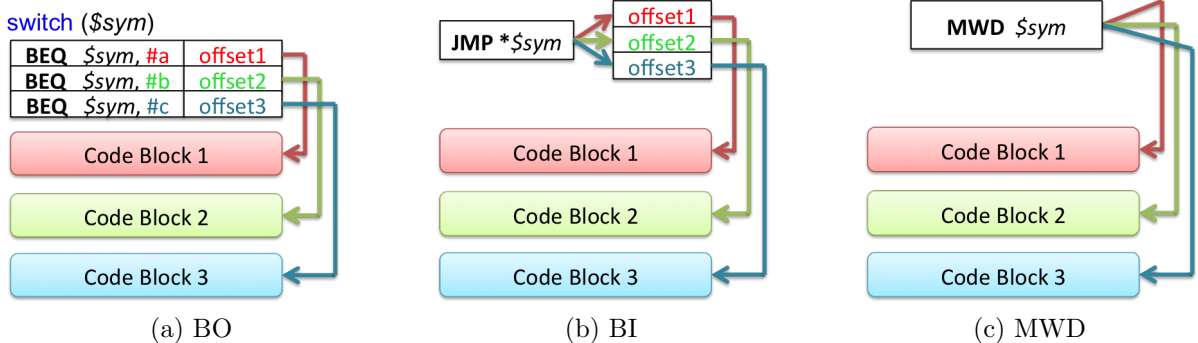 switch ($sym)
BEQ $sym, #a offset1
BEQ $sym, #b offset2
BEQ $sym, #c offset3
Code Block 1
Code Block 2
Code Block 3
(a) BO
JMP *$sym
offset1
offset2
offset3
Code Block 1
Code Block 2
Code Block 3
(b) BI
MWD $sym
Code Block 1
Code Block 2
Code Block 3
(c) MWD